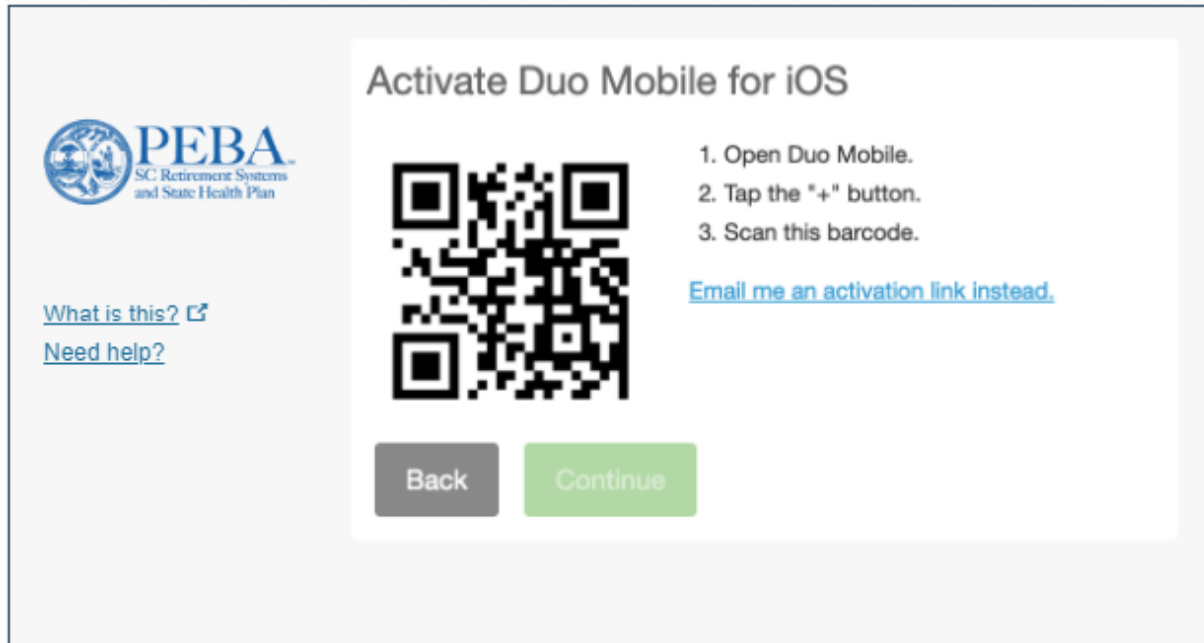 Activate Duo Mobile for iOS
PEBA™
SC Retirement Systems
and State Health Plan
1. Open Duo Mobile.
2. Tap the "+" button.
3. Scan this barcode.
Email me an activation link instead.
What is this?
Need help?
Back
Continue